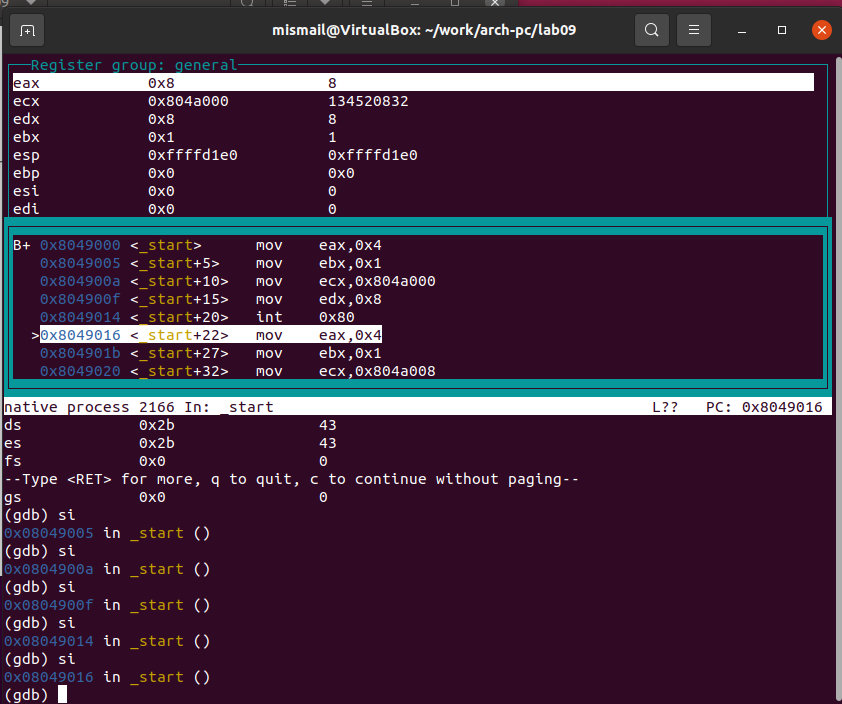 mismail@VirtualBox: ~/work/arch-pc/lab09
Register group: general
eax 0x8 8
ecx 0x804a000 134520832
edx 0x8 8
ebx 0x1 1
esp 0xffffd1e0 0xffffd1e0
ebp 0x0 0x0
esi 0x0 0
edi 0x0 0
B+ 0x8049000 <_start> mov eax,0x4
0x8049005 <_start+5> mov ebx,0x1
0x804900a <_start+10> mov ecx,0x804a000
0x804900f <_start+15> mov edx,0x8
0x8049014 <_start+20> int 0x80
>0x8049016 <_start+22> mov eax,0x4
0x804901b <_start+27> mov ebx,0x1
0x8049020 <_start+32> mov ecx,0x804a008
native process 2166 In: _start L?? PC: 0x8049016
ds 0x2b 43
es 0x2b 43
fs 0x0 0
--Type <RET> for more, q to quit, c to continue without paging--
gs 0x0 0
(gdb) si
0x08049005 in _start ()
(gdb) si
0x0804900a in _start ()
(gdb) si
0x0804900f in _start ()
(gdb) si
0x08049014 in _start ()
(gdb) si
0x08049016 in _start ()
(gdb)